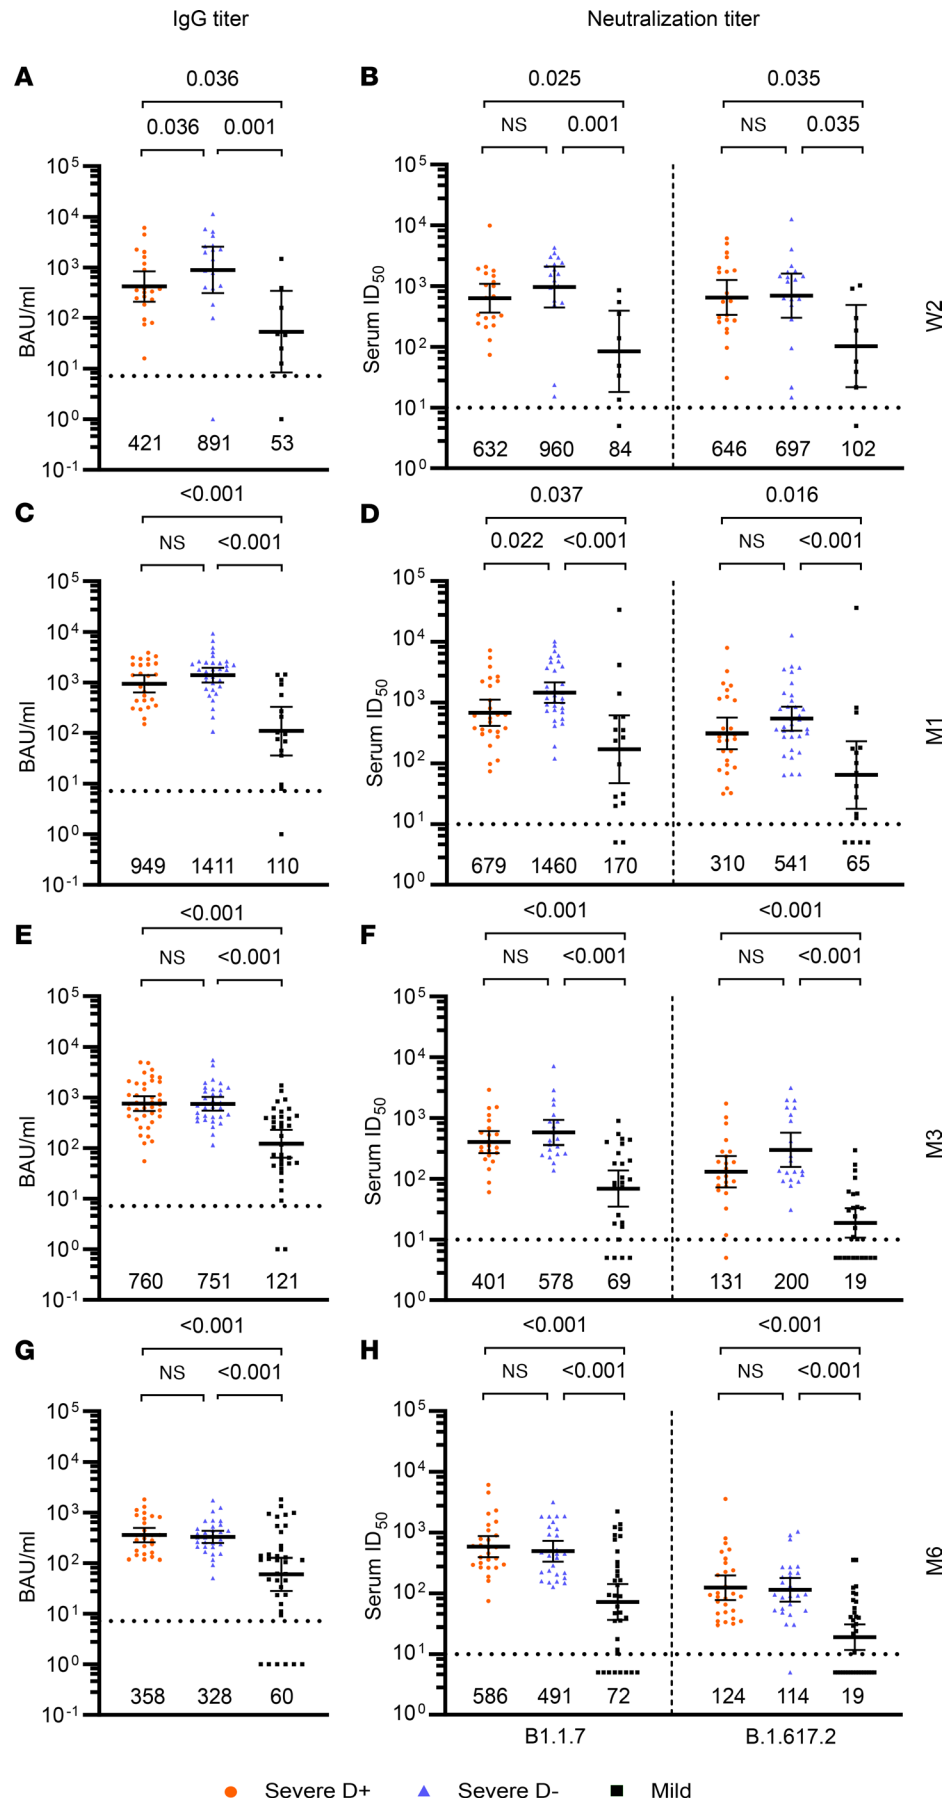 IgG titer Neutralization titer
A 0.036 B 0.025 0.035
0.036 0.001 NS 0.001 NS 0.035
BAU/ml
10⁵ 10⁴ 10³ 10² 10¹ 10⁰ 10⁻¹
421 891 53
Serum ID₅₀
10⁵ 10⁴ 10³ 10² 10¹ 10⁰
632 960 84 646 697 102
W2
C <0.001 D 0.037 0.016
NS <0.001 0.022 <0.001 NS <0.001
BAU/ml
10⁵ 10⁴ 10³ 10² 10¹ 10⁰ 10⁻¹
949 1411 110
Serum ID₅₀
10⁵ 10⁴ 10³ 10² 10¹ 10⁰
679 1460 170 310 541 65
M1
E <0.001 F <0.001 <0.001
NS <0.001 NS <0.001 NS <0.001
BAU/ml
10⁵ 10⁴ 10³ 10² 10¹ 10⁰ 10⁻¹
760 751 121
Serum ID₅₀
10⁵ 10⁴ 10³ 10² 10¹ 10⁰
401 578 69 131 200 19
M3
G <0.001 H <0.001 <0.001
NS <0.001 NS <0.001 NS <0.001
BAU/ml
10⁵ 10⁴ 10³ 10² 10¹ 10⁰ 10⁻¹
358 328 60
Serum ID₅₀
10⁵ 10⁴ 10³ 10² 10¹ 10⁰
586 491 72 124 114 19
M6
B1.1.7 B.1.617.2
Severe D+ Severe D- Mild